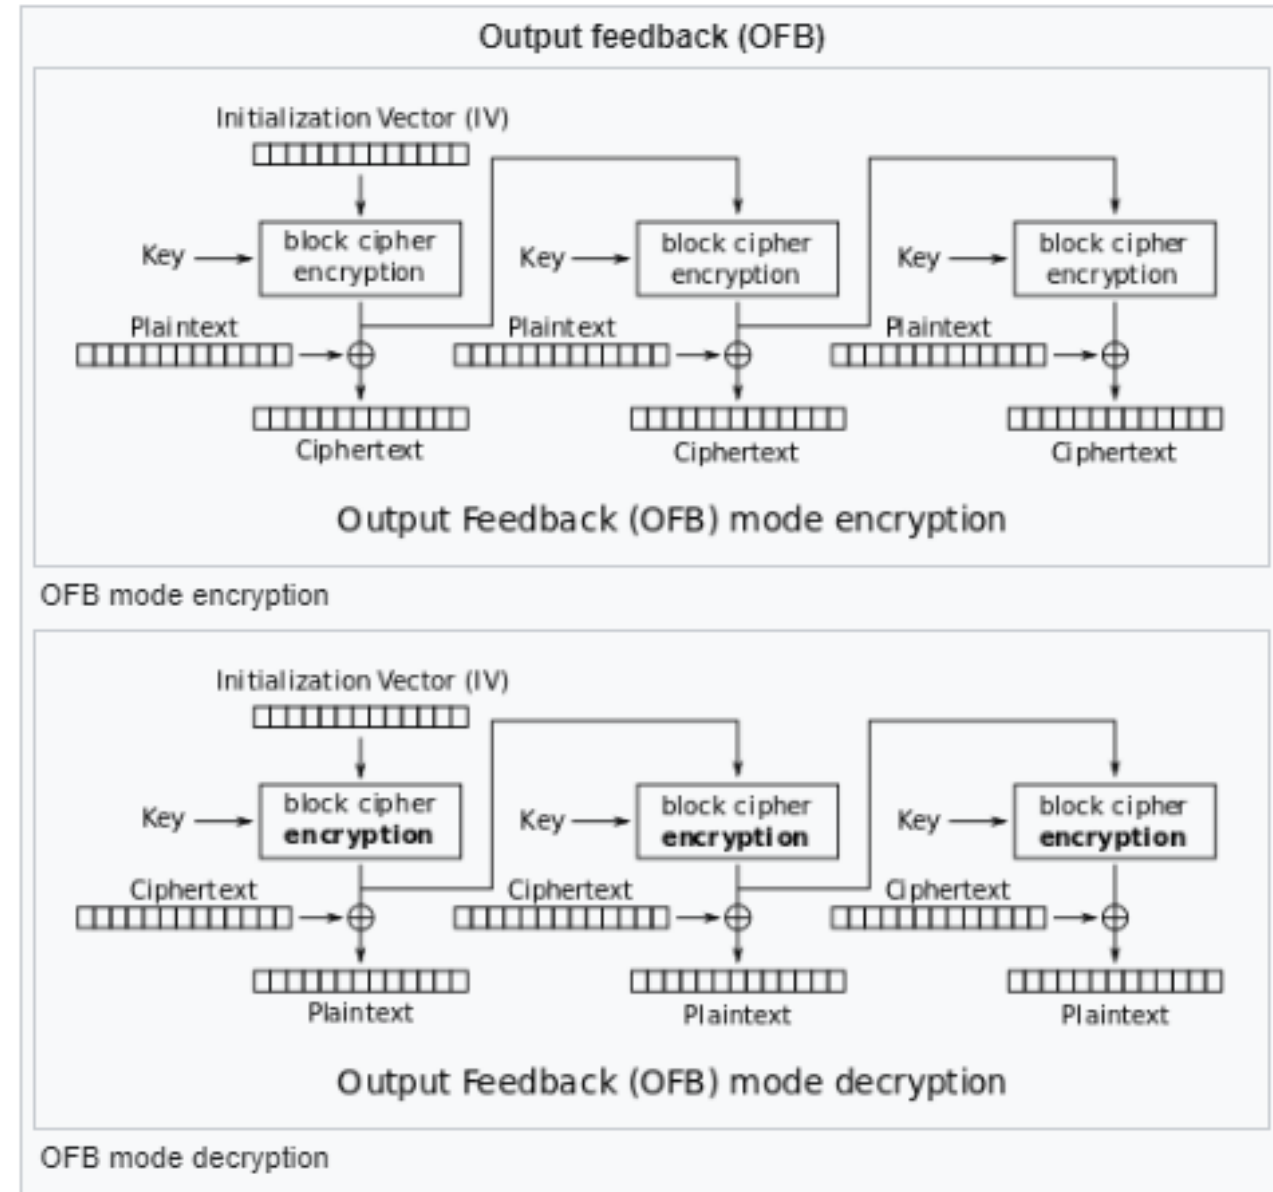 Output feedback (OFB)
Initialization Vector (IV)
Key
block cipher
encryption
Key
block cipher
encryption
Key
block cipher
encryption
Plaintext
Plaintext
Plaintext
Ciphertext
Ciphertext
Ciphertext
Output Feedback (OFB) mode encryption
OFB mode encryption
Initialization Vector (IV)
Key
block cipher
encryption
Key
block cipher
encryption
Key
block cipher
encryption
Ciphertext
Ciphertext
Ciphertext
Plaintext
Plaintext
Plaintext
Output Feedback (OFB) mode decryption
OFB mode decryption